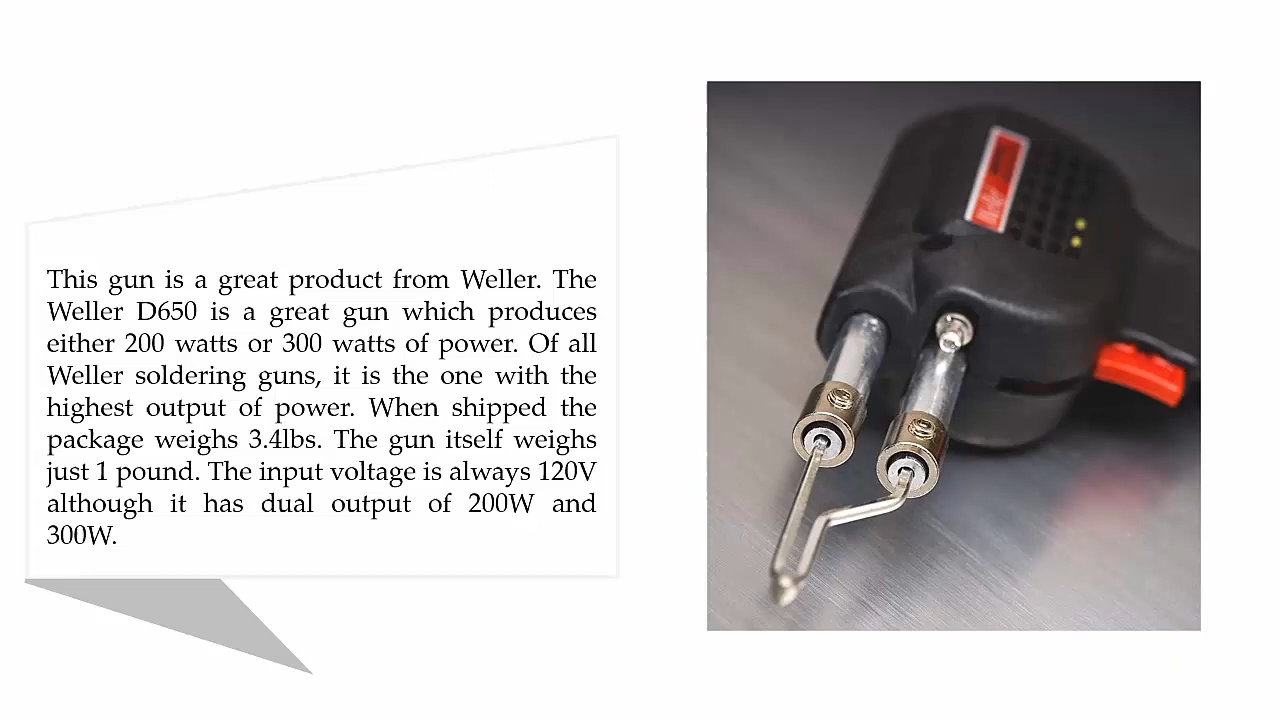 This gun is a great product from Weller. The
Weller D650 is a great gun which produces
either 200 watts or 300 watts of power. Of all
Weller soldering guns, it is the one with the
highest output of power. When shipped the
package weighs 3.4lbs. The gun itself weighs
just 1 pound. The input voltage is always 120V
although it has dual output of 200W and
300W.